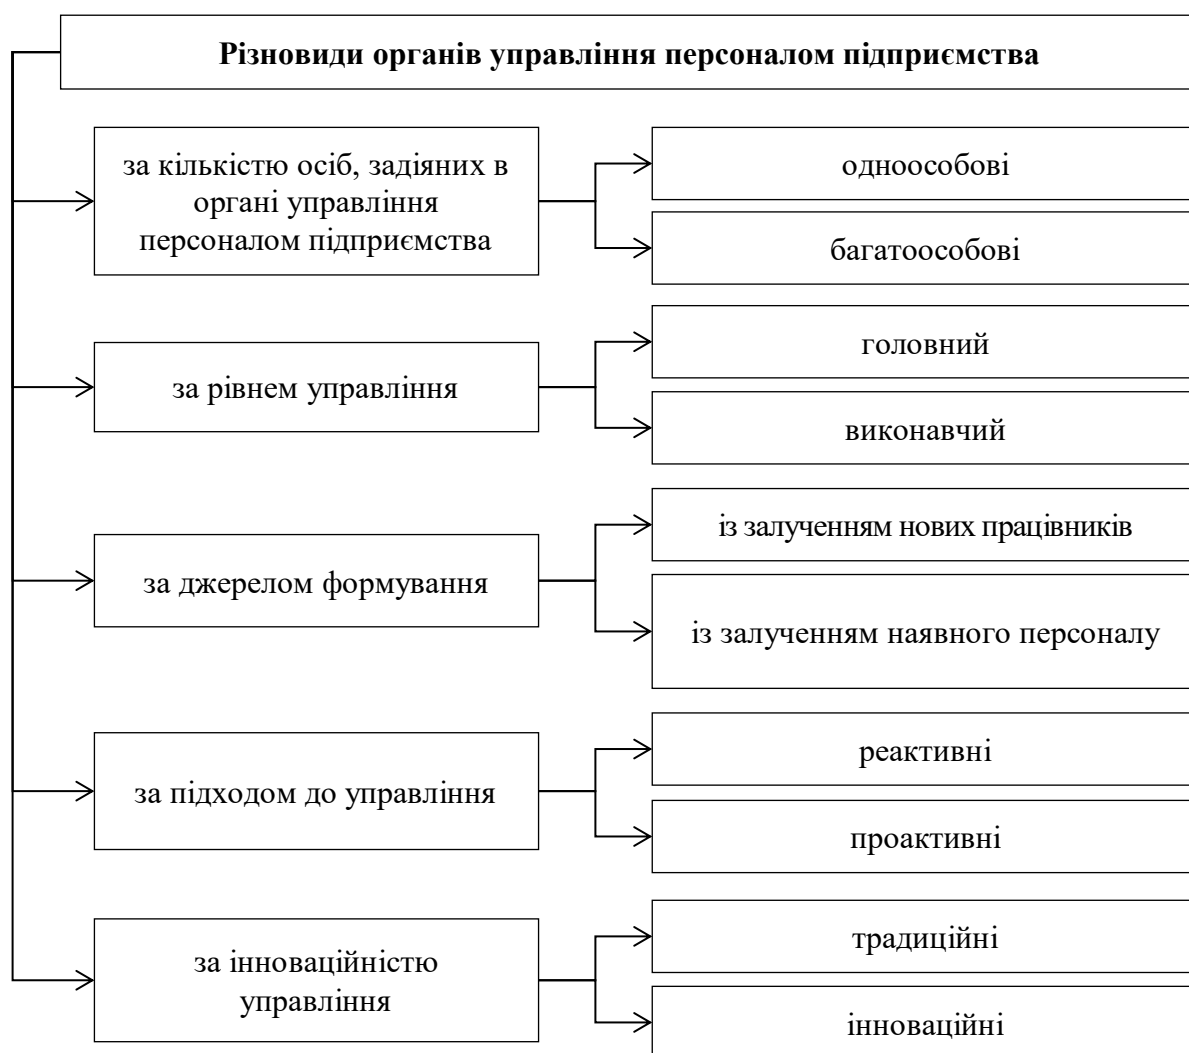 Різновиди органів управління персоналом підприємства
за кількістю осіб, задіяних в
органі управління
персоналом підприємства
одноособові
багатоособові
за рівнем управління
головний
виконавчий
за джерелом формування
із залученням нових працівників
із залученням наявного персоналу
за підходом до управління
реактивні
проактивні
за інноваційністю
управління
традиційні
інноваційні